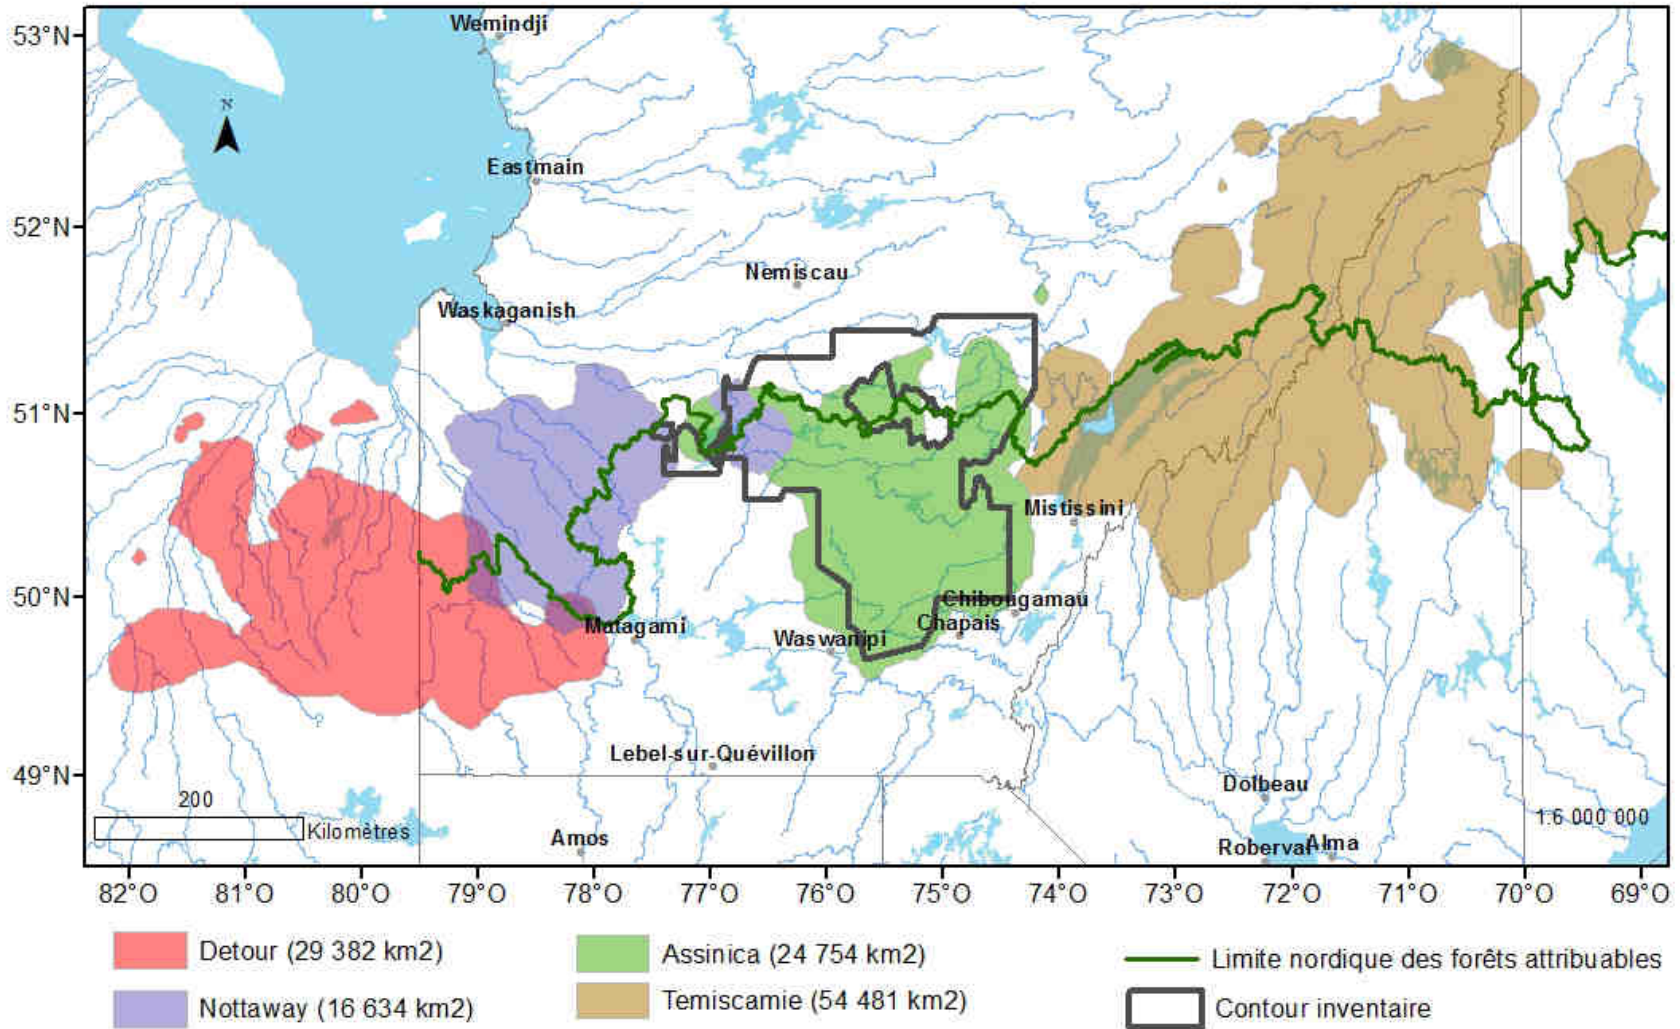 53°N
Wemindji
N
Eastmain
52°N
Nemiscau
Waskaganish
51°N
Mistissini
50°N
Chibougamau
Matagami
Chapais
Waswanipi
Lebel-sur-Quévillon
49°N
Dolbeau
200
Kilomètres
1:6 000 000
Amos
Roberval
Alma
82°O 81°O 80°O 79°O 78°O 77°O 76°O 75°O 74°O 73°O 72°O 71°O 70°O 69°O
Detour (29 382 km2)
Assinica (24 754 km2)
Limite nordique des forêts attribuables
Nottaway (16 634 km2)
Temiscamie (54 481 km2)
Contour inventaire